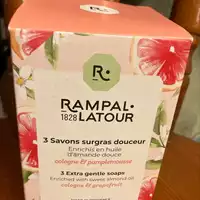 R.
RAMPAL·
1828 LATOUR
3 Savons surgras douceur
Enrichis en huile
d'amande douce
cologne & pamplemousse
3 Extra gentle soaps
Enriched with sweet almond oil
cologne & grapefruit